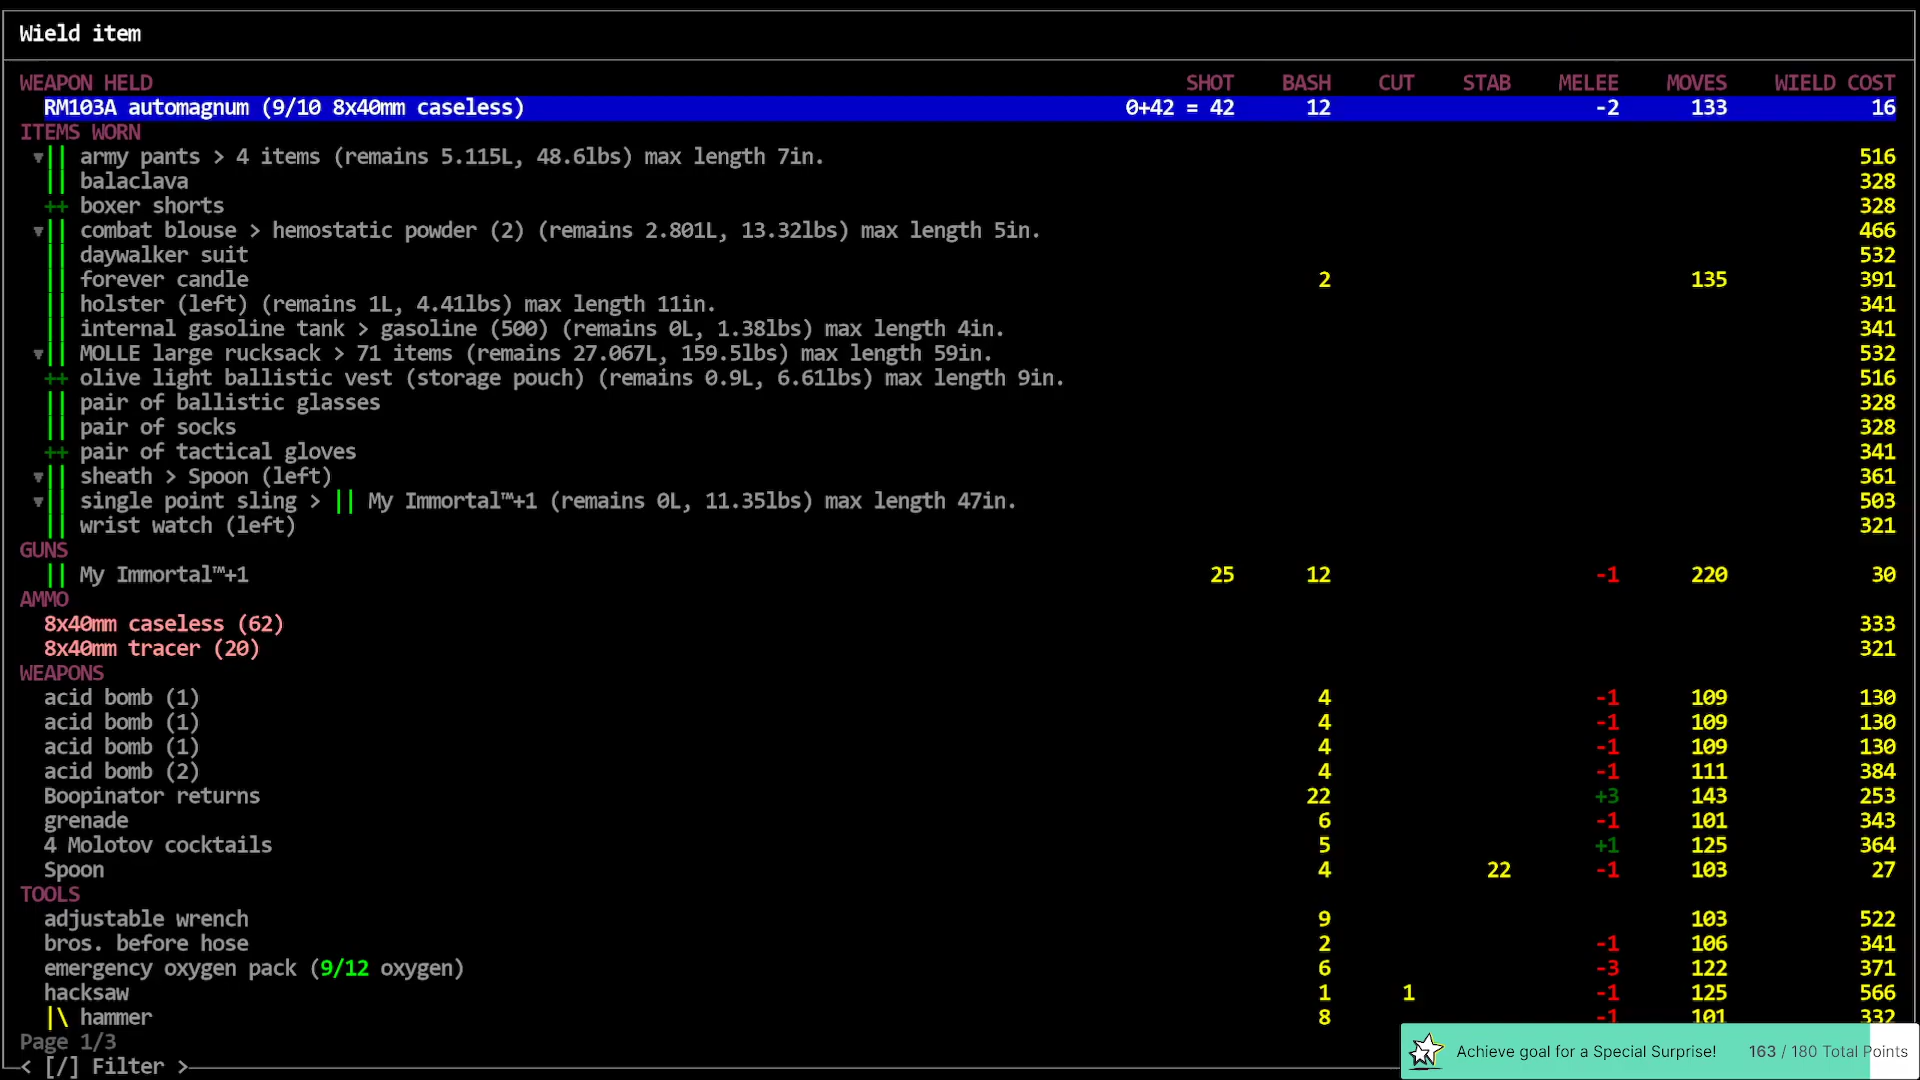 Wield item
WEAPON HELD SHOT BASH CUT STAB MELEE MOVES WIELD COST
RM103A automagnum (9/10 8x40mm caseless) 0+42 = 42 12 -2 133 16
ITEMS WORN
▼|| army pants > 4 items (remains 5.115L, 48.6lbs) max length 7in. 516
|| balaclava 328
++ boxer shorts 328
▼|| combat blouse > hemostatic powder (2) (remains 2.801L, 13.32lbs) max length 5in. 466
|| daywalker suit 532
|| forever candle 2 135 391
|| holster (left) (remains 1L, 4.41lbs) max length 11in. 341
|| internal gasoline tank > gasoline (500) (remains 0L, 1.38lbs) max length 4in. 341
▼|| MOLLE large rucksack > 71 items (remains 27.067L, 159.5lbs) max length 59in. 532
++ olive light ballistic vest (storage pouch) (remains 0.9L, 6.61lbs) max length 9in. 516
|| pair of ballistic glasses 328
|| pair of socks 328
++ pair of tactical gloves 341
▼|| sheath > Spoon (left) 361
▼|| single point sling > || My Immortal™+1 (remains 0L, 11.35lbs) max length 47in. 503
|| wrist watch (left) 321
GUNS
|| My Immortal™+1 25 12 -1 220 30
AMMO
8x40mm caseless (62) 333
8x40mm tracer (20) 321
WEAPONS
acid bomb (1) 4 -1 109 130
acid bomb (1) 4 -1 109 130
acid bomb (1) 4 -1 109 130
acid bomb (2) 4 -1 111 384
Boopinator returns 22 +3 143 253
grenade 6 -1 101 343
4 Molotov cocktails 5 +1 125 364
Spoon 4 22 -1 103 27
TOOLS
adjustable wrench 9 103 522
bros. before hose 2 -1 106 341
emergency oxygen pack (9/12 oxygen) 6 -3 122 371
hacksaw 1 1 -1 125 566
|\ hammer 8 -1 101 332
Page 1/3
< [/] Filter >
Achieve goal for a Special Surprise! 163 / 180 Total Points